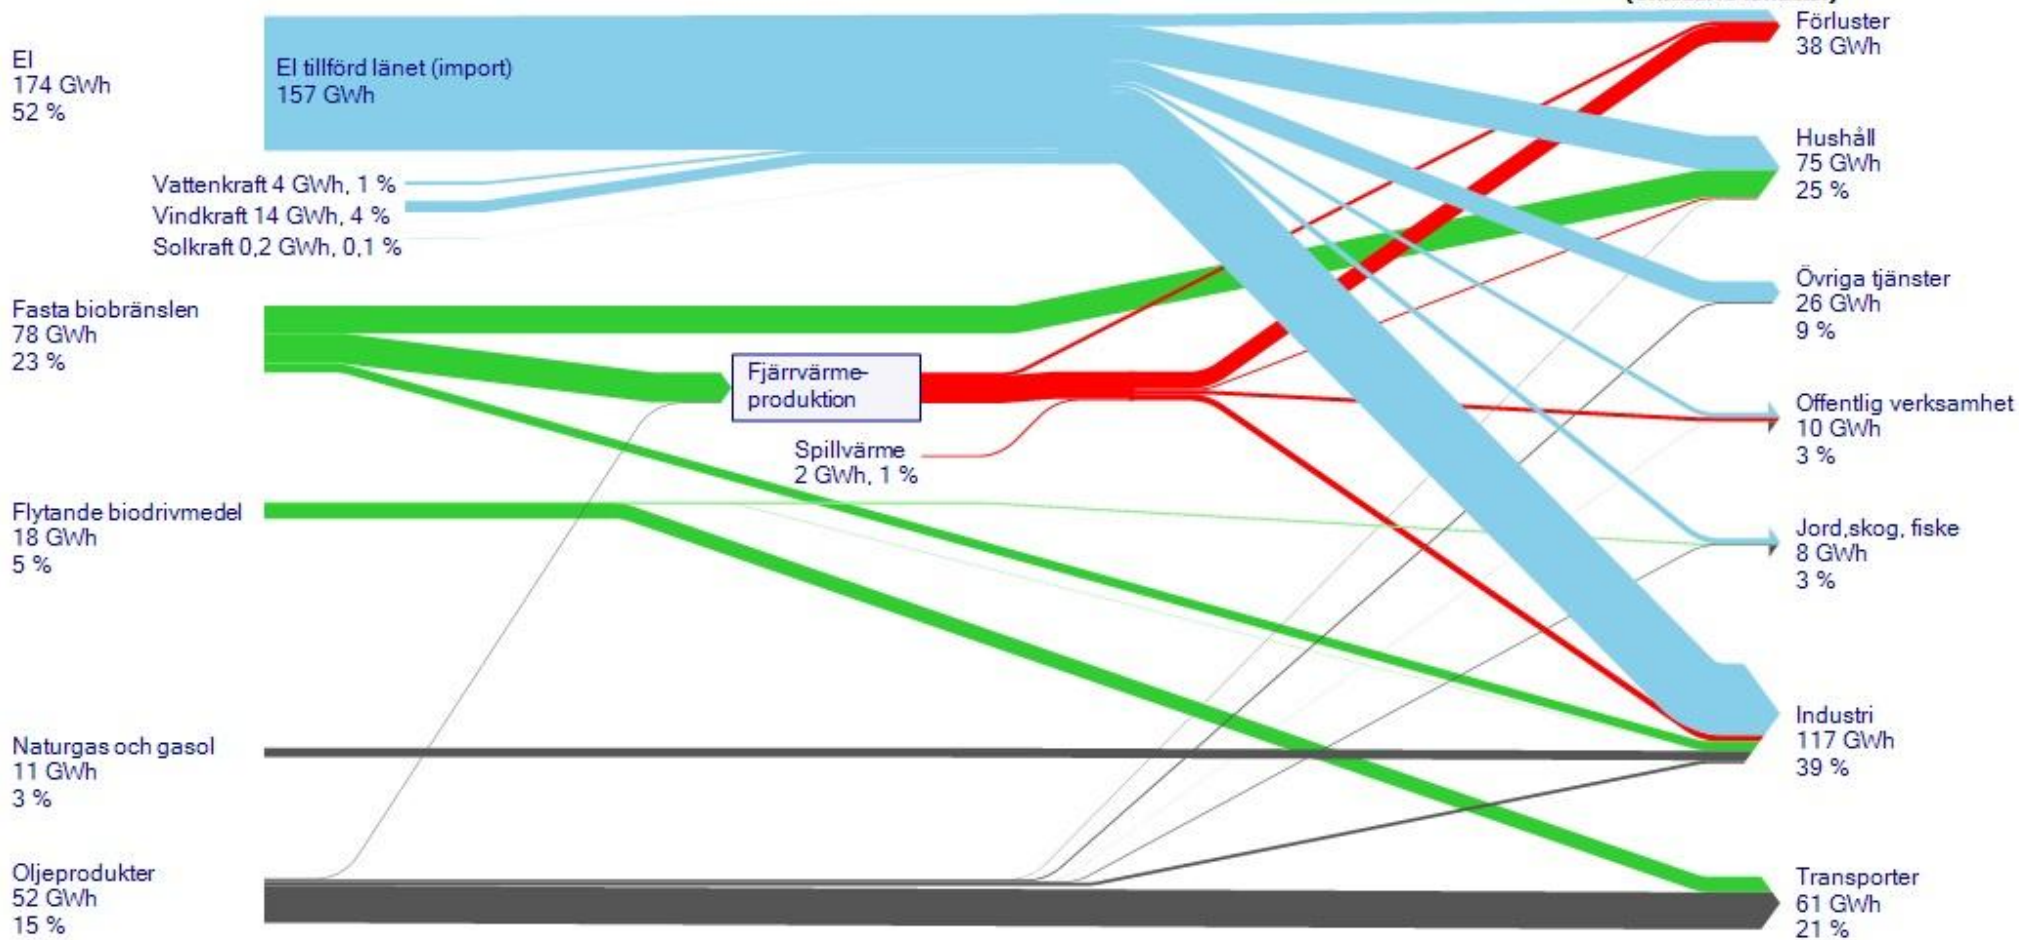 Förluster
38 GWh
El
174 GWh
52 %
El tillförd länet (import)
157 GWh
Hushåll
75 GWh
25 %
Vattenkraft 4 GWh, 1 %
Vindkraft 14 GWh, 4 %
Solkraft 0,2 GWh, 0,1 %
Övriga tjänster
26 GWh
9 %
Fasta biobränslen
78 GWh
23 %
Fjärrvärme-
produktion
Offentlig verksamhet
10 GWh
3 %
Spillvärme
2 GWh, 1 %
Flytande biodrivmedel
18 GWh
5 %
Jord,skog, fiske
8 GWh
3 %
Industri
117 GWh
39 %
Naturgas och gasol
11 GWh
3 %
Oljeprodukter
52 GWh
15 %
Transporter
61 GWh
21 %